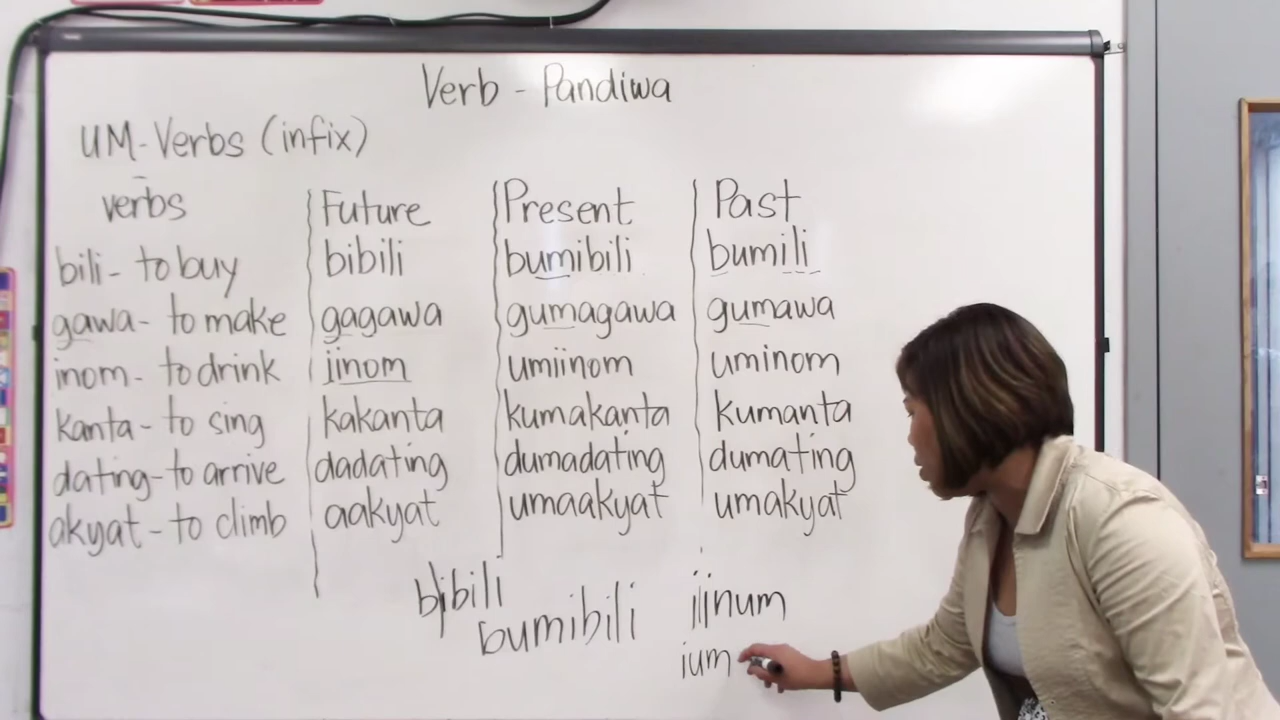 Verb - Pandiwa
UM-Verbs (infix)
verbs Future Present Past
bili - to buy bibili bumibili bumili
gawa - to make gagawa gumagawa gumawa
inom - to drink iinom umiinom uminom
kanta - to sing kakanta kumakanta kumanta
dating - to arrive dadating dumadating dumating
akyat - to climb aakyat umaakyat umakyat
bibili iinum
bumibili
ium